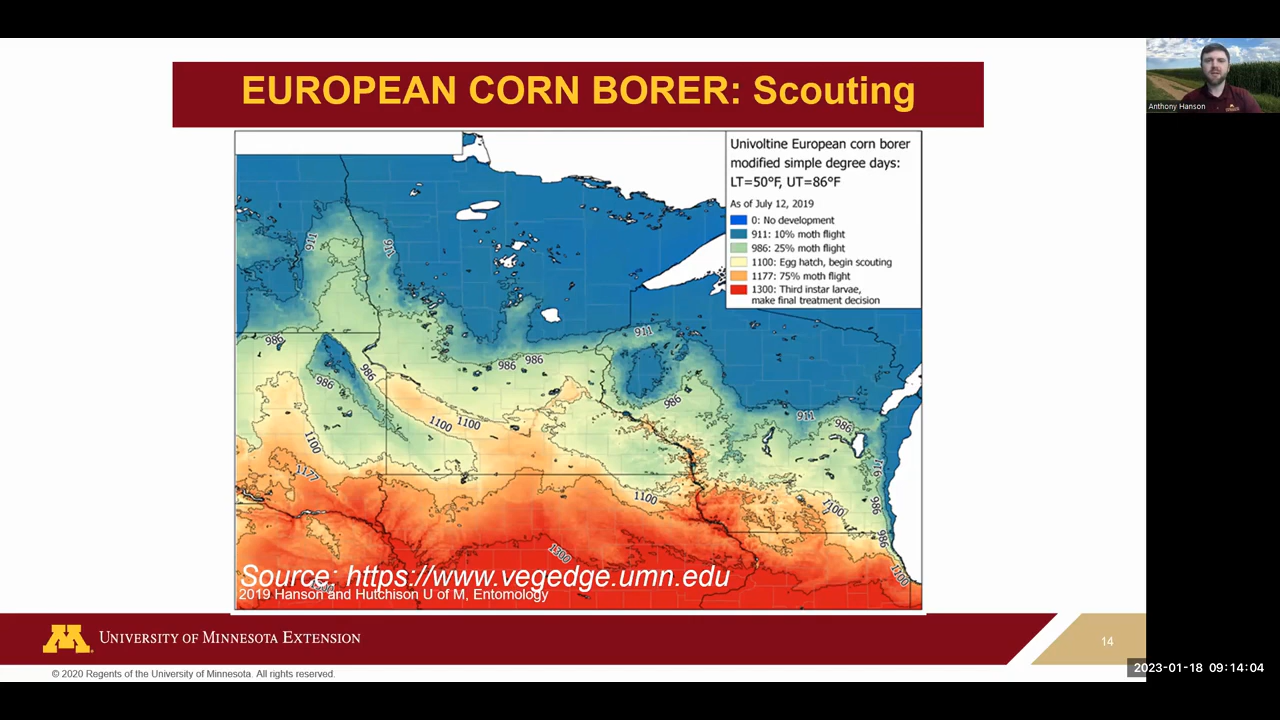 EUROPEAN CORN BORER: Scouting
Anthony Hanson
Univoltine European corn borer
modified simple degree days:
LT=50°F, UT=86°F
As of July 12, 2019
0: No development
911: 10% moth flight
986: 25% moth flight
1100: Egg hatch, begin scouting
1177: 75% moth flight
1300: Third instar larvae,
make final treatment decision
911
911
911
986
986
986
986
986
986
911
986
1100
1100
1100
1177
1100
1100
911
986
986
1100
1300
1300
Source: https://www.vegedge.umn.edu
2019 Hanson and Hutchison U of M, Entomology
M
UNIVERSITY OF MINNESOTA EXTENSION
14
2023-01-18 09:14:04
© 2020 Regents of the University of Minnesota. All rights reserved.